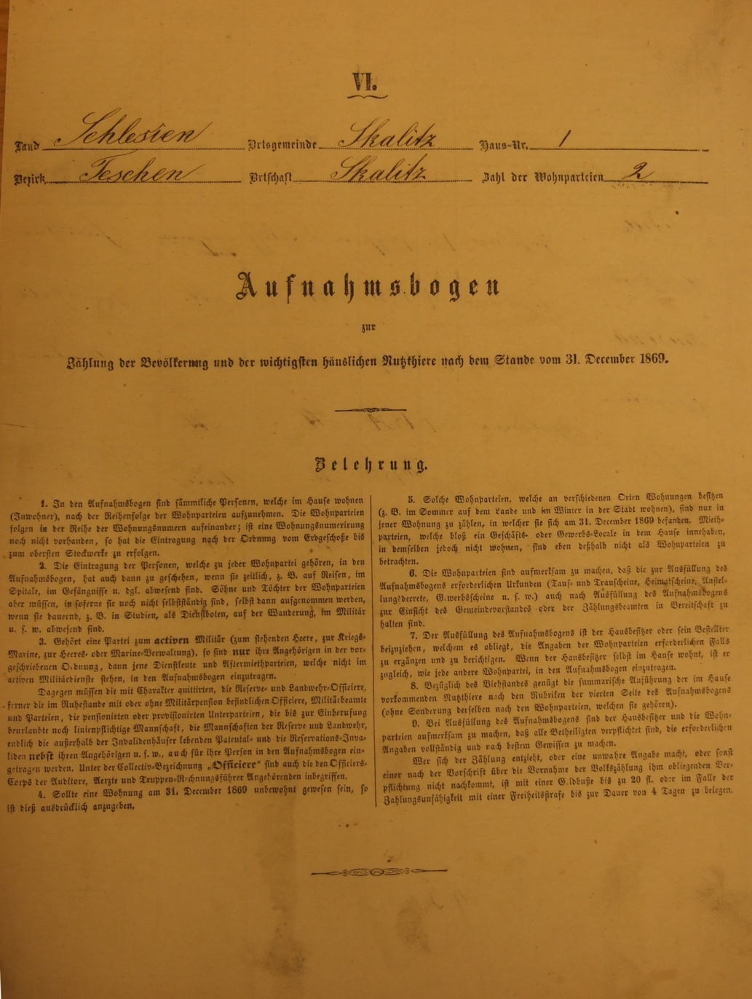 VI.
Land Schlesien Ortsgemeinde Skalitz Haus-Nr. 1
Bezirk Teschen Ortschaft Skalitz Zahl der Wohnparteien 2
Aufnahmsbogen
zur
Zählung der Bevölkerung und der wichtigsten häuslichen Nutzthiere nach dem Stande vom 31. December 1869.
Belehrung.
1. In den Aufnahmsbogen sind sämmtliche Personen, welche im Hause wohnen
(Inwohner), nach der Reihenfolge der Wohnparteien aufzunehmen. Die Wohnparteien
folgen in der Reihe der Wohnungsnumern aufeinander; ist eine Wohnungsnumerirung
noch nicht vorhanden, so hat die Eintragung nach der Ordnung vom Erdgeschoße bis
zum obersten Stockwerke zu erfolgen.
2. Die Eintragung der Personen, welche zu jeder Wohnpartei gehören, in den
Aufnahmsbogen, hat auch dann zu geschehen, wenn sie zeitlich, z. B. auf Reisen, im
Spitale, im Gefängnisse u. dgl. abwesend sind. Söhne und Töchter der Wohnparteien
aber müssen, in soferne sie noch nicht selbstständig sind, selbst dann aufgenommen werden,
wenn sie dauernd, z. B. in Studien, als Dienstboten, auf der Wanderung, im Militär
u. s. w. abwesend sind.
3. Gehört eine Partei zum activen Militär (zum stehenden Heere, zur Kriegs-
Marine, zur Heeres- oder Marine-Verwaltung), so sind nur ihre Angehörigen in der vor-
geschriebenen Ordnung, dann jene Dienstleute und Aftermiethparteien, welche nicht im
activen Militärdienste stehen, in den Aufnahmsbogen einzutragen.
Dagegen müssen die mit Charakter quittirten, die Reserve- und Landwehr-Officiere,
ferner die im Ruhestande mit oder ohne Militärpension befindlichen Officiere, Militärbeamte
und Parteien, die pensionirten oder provisionirten Unterparteien, die bis zur Einberufung
beurlaubte noch linienpflichtige Mannschaft, die Mannschaften der Reserve und Landwehr,
endlich die außerhalb der Invalidenhäuser lebenden Patental- und die Reservations-Inva-
liden nebst ihren Angehörigen u. s. w., auch für ihre Person in den Aufnahmsbogen ein-
getragen werden. Unter der Collectiv-Bezeichnung „Officiere“ sind auch die den Officiers-
Corps der Auditore, Aerzte und Truppen-Rechnungsführer Angehörenden inbegriffen.
4. Sollte eine Wohnung am 31. December 1869 unbewohnt gewesen sein, so
ist dieß ausdrücklich anzugeben.
5. Solche Wohnparteien, welche an verschiedenen Orten Wohnungen besitzen
(z. B. im Sommer auf dem Lande und im Winter in der Stadt wohnen), sind nur in
jener Wohnung zu zählen, in welcher sie sich am 31. December 1869 befanden. Mieth-
parteien, welche bloß ein Geschäfts- oder Gewerbs-Locale in dem Hause innehaben,
in demselben jedoch nicht wohnen, sind eben deßhalb nicht als Wohnparteien zu
betrachten.
6. Die Wohnparteien sind aufmerksam zu machen, daß die zur Ausfüllung des
Aufnahmsbogens erforderlichen Urkunden (Tauf- und Trauscheine, Heimatscheine, Anstel-
lungsdecrete, Gewerbscheine u. s. w.) auch nach Ausfüllung des Aufnahmsbogens
zur Einsicht des Gemeindevorstandes oder der Zählungsbeamten in Bereitschaft zu
halten sind.
7. Der Ausfüllung des Aufnahmsbogens ist der Hausbesitzer oder sein Bestellter
beizuziehen, welchem es obliegt, die Angaben der Wohnparteien erforderlichen Falls
zu ergänzen und zu berichtigen. Wenn der Hausbesitzer selbst im Hause wohnt, ist er
zugleich, wie jede andere Wohnpartei, in den Aufnahmsbogen einzutragen.
8. Bezüglich des Viehstandes genügt die summarische Anführung der im Hause
vorkommenden Nutzthiere nach den Rubriken der vierten Seite des Aufnahmsbogens
(ohne Sonderung derselben nach den Wohnparteien, welchen sie gehören).
9. Bei Ausfüllung des Aufnahmsbogens sind der Hausbesitzer und die Wohn-
parteien aufmerksam zu machen, daß alle Betheiligten verpflichtet sind, die erforderlichen
Angaben vollständig und nach bestem Gewissen zu machen.
Wer sich der Zählung entzieht, oder eine unwahre Angabe macht, oder sonst
einer nach der Vorschrift über die Vornahme der Volkszählung ihm obliegenden Ver-
pflichtung nicht nachkommt, ist mit einer Geldbuße bis zu 20 fl. oder im Falle der
Zahlungsunfähigkeit mit einer Freiheitsstrafe bis zur Dauer von 4 Tagen zu belegen.